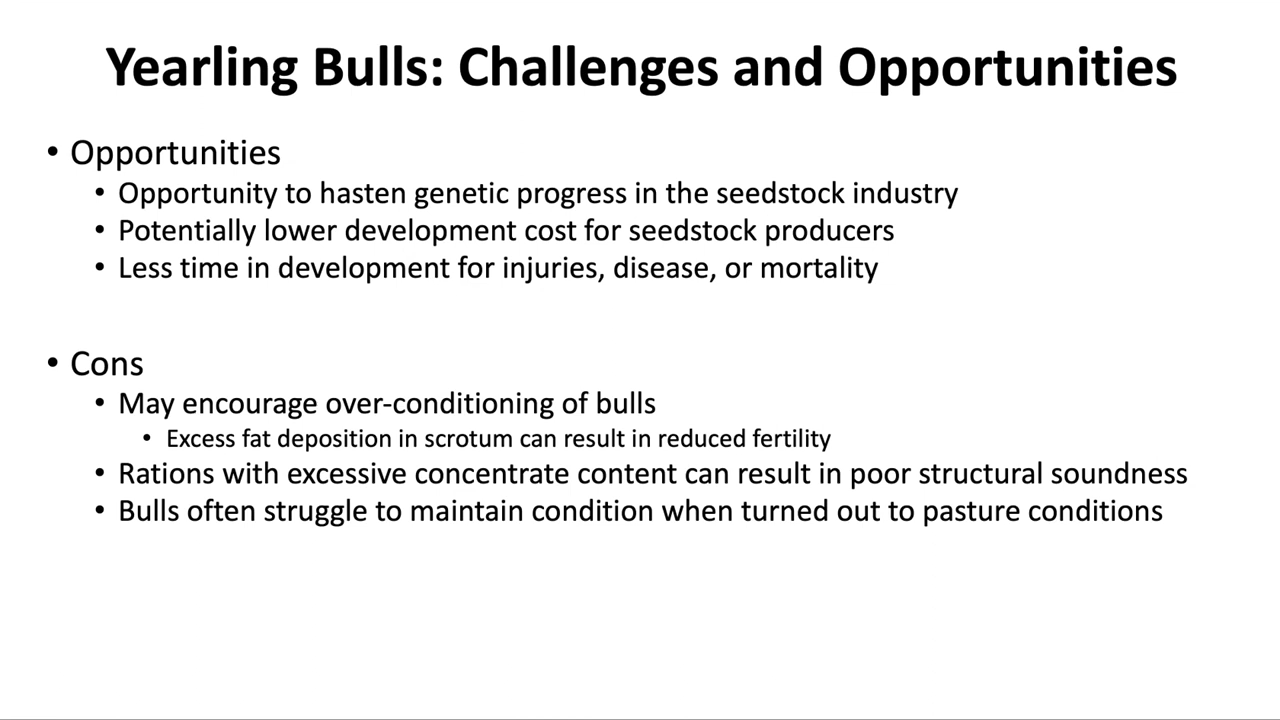 Yearling Bulls: Challenges and Opportunities
• Opportunities
• Opportunity to hasten genetic progress in the seedstock industry
• Potentially lower development cost for seedstock producers
• Less time in development for injuries, disease, or mortality
• Cons
• May encourage over-conditioning of bulls
• Excess fat deposition in scrotum can result in reduced fertility
• Rations with excessive concentrate content can result in poor structural soundness
• Bulls often struggle to maintain condition when turned out to pasture conditions